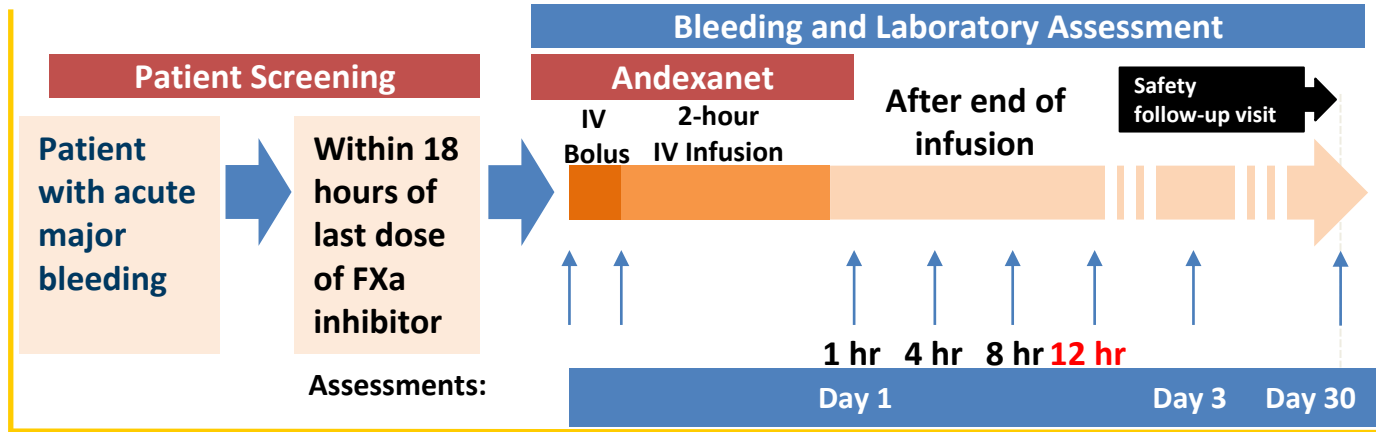 Bleeding and Laboratory Assessment
Patient Screening
Andexanet
Patient
with acute
major
bleeding
Within 18
hours of
last dose
of FXa
inhibitor
IV
Bolus
2-hour
IV Infusion
After end of
infusion
Safety
follow-up visit
1 hr 4 hr 8 hr 12 hr
Assessments:
Day 1 Day 3 Day 30